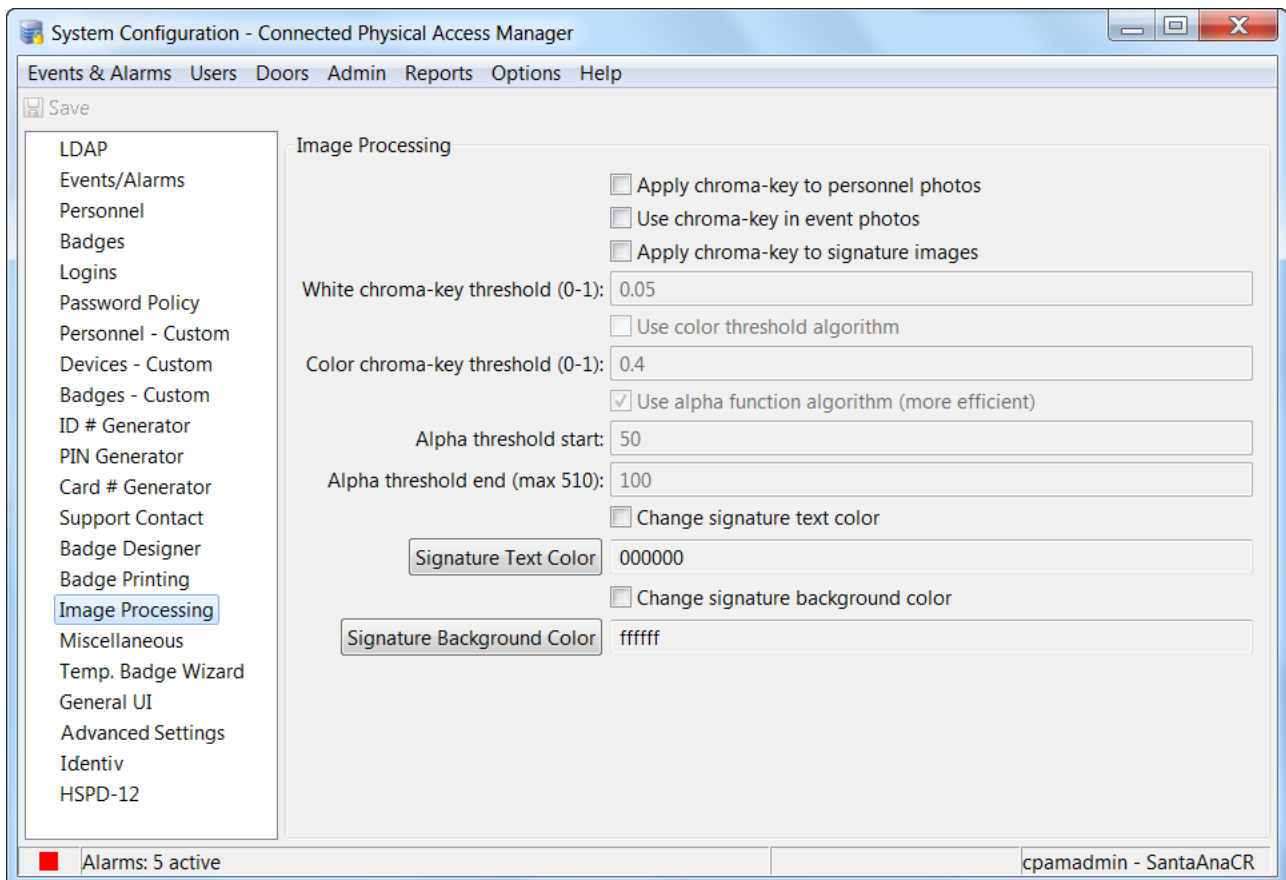 System Configuration - Connected Physical Access Manager
Events & Alarms Users Doors Admin Reports Options Help
Save
LDAP
Events/Alarms
Personnel
Badges
Logins
Password Policy
Personnel - Custom
Devices - Custom
Badges - Custom
ID # Generator
PIN Generator
Card # Generator
Support Contact
Badge Designer
Badge Printing
Image Processing
Miscellaneous
Temp. Badge Wizard
General UI
Advanced Settings
Identiv
HSPD-12
Image Processing
Apply chroma-key to personnel photos
Use chroma-key in event photos
Apply chroma-key to signature images
White chroma-key threshold (0-1): 0.05
Use color threshold algorithm
Color chroma-key threshold (0-1): 0.4
Use alpha function algorithm (more efficient)
Alpha threshold start: 50
Alpha threshold end (max 510): 100
Change signature text color
Signature Text Color 000000
Change signature background color
Signature Background Color ffffff
Alarms: 5 active cpamadmin - SantaAnaCR